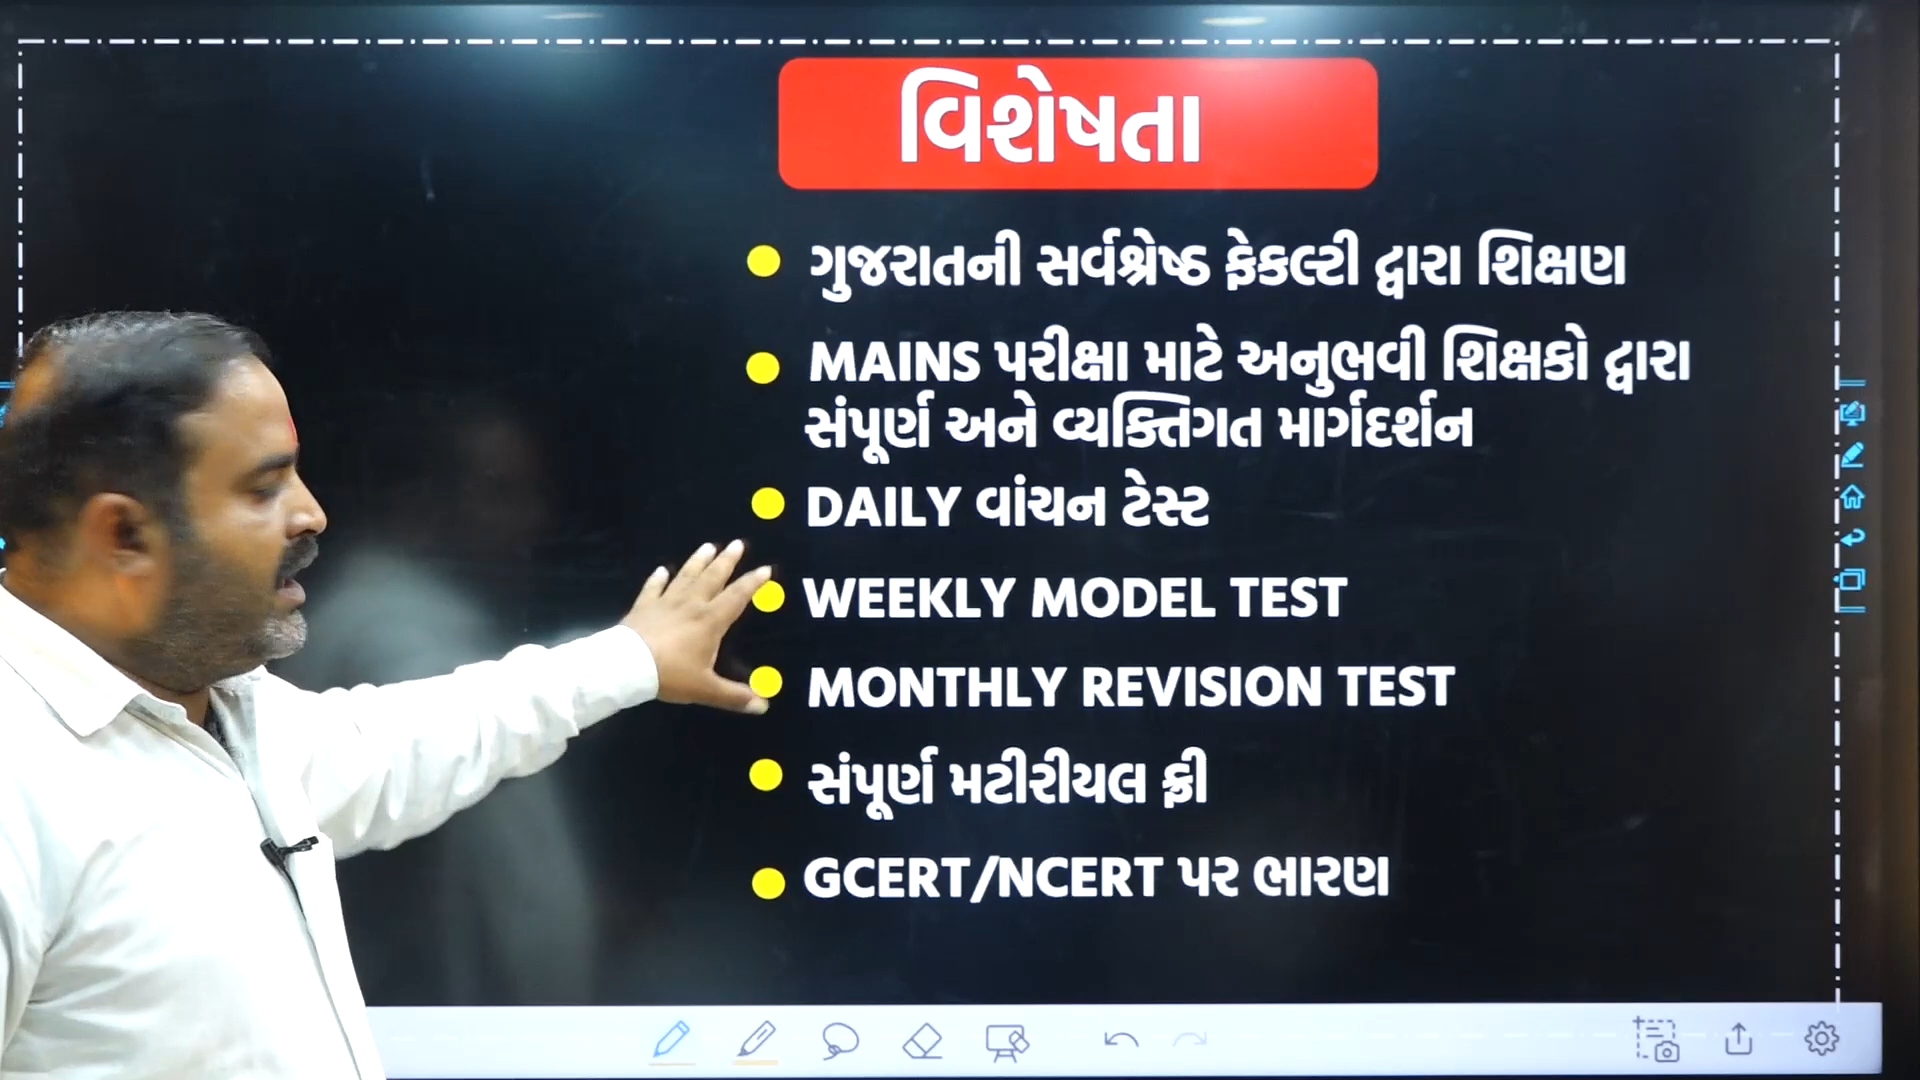 વિશેષતા
ગુજરાતની સર્વશ્રેષ્ઠ ફેકલ્ટી દ્વારા શિક્ષણ
MAINS પરીક્ષા માટે અનુભવી શિક્ષકો દ્વારા
સંપૂર્ણ અને વ્યક્તિગત માર્ગદર્શન
DAILY વાંચન ટેસ્ટ
WEEKLY MODEL TEST
MONTHLY REVISION TEST
સંપૂર્ણ મટીરીયલ ફ્રી
GCERT/NCERT પર ભારણ